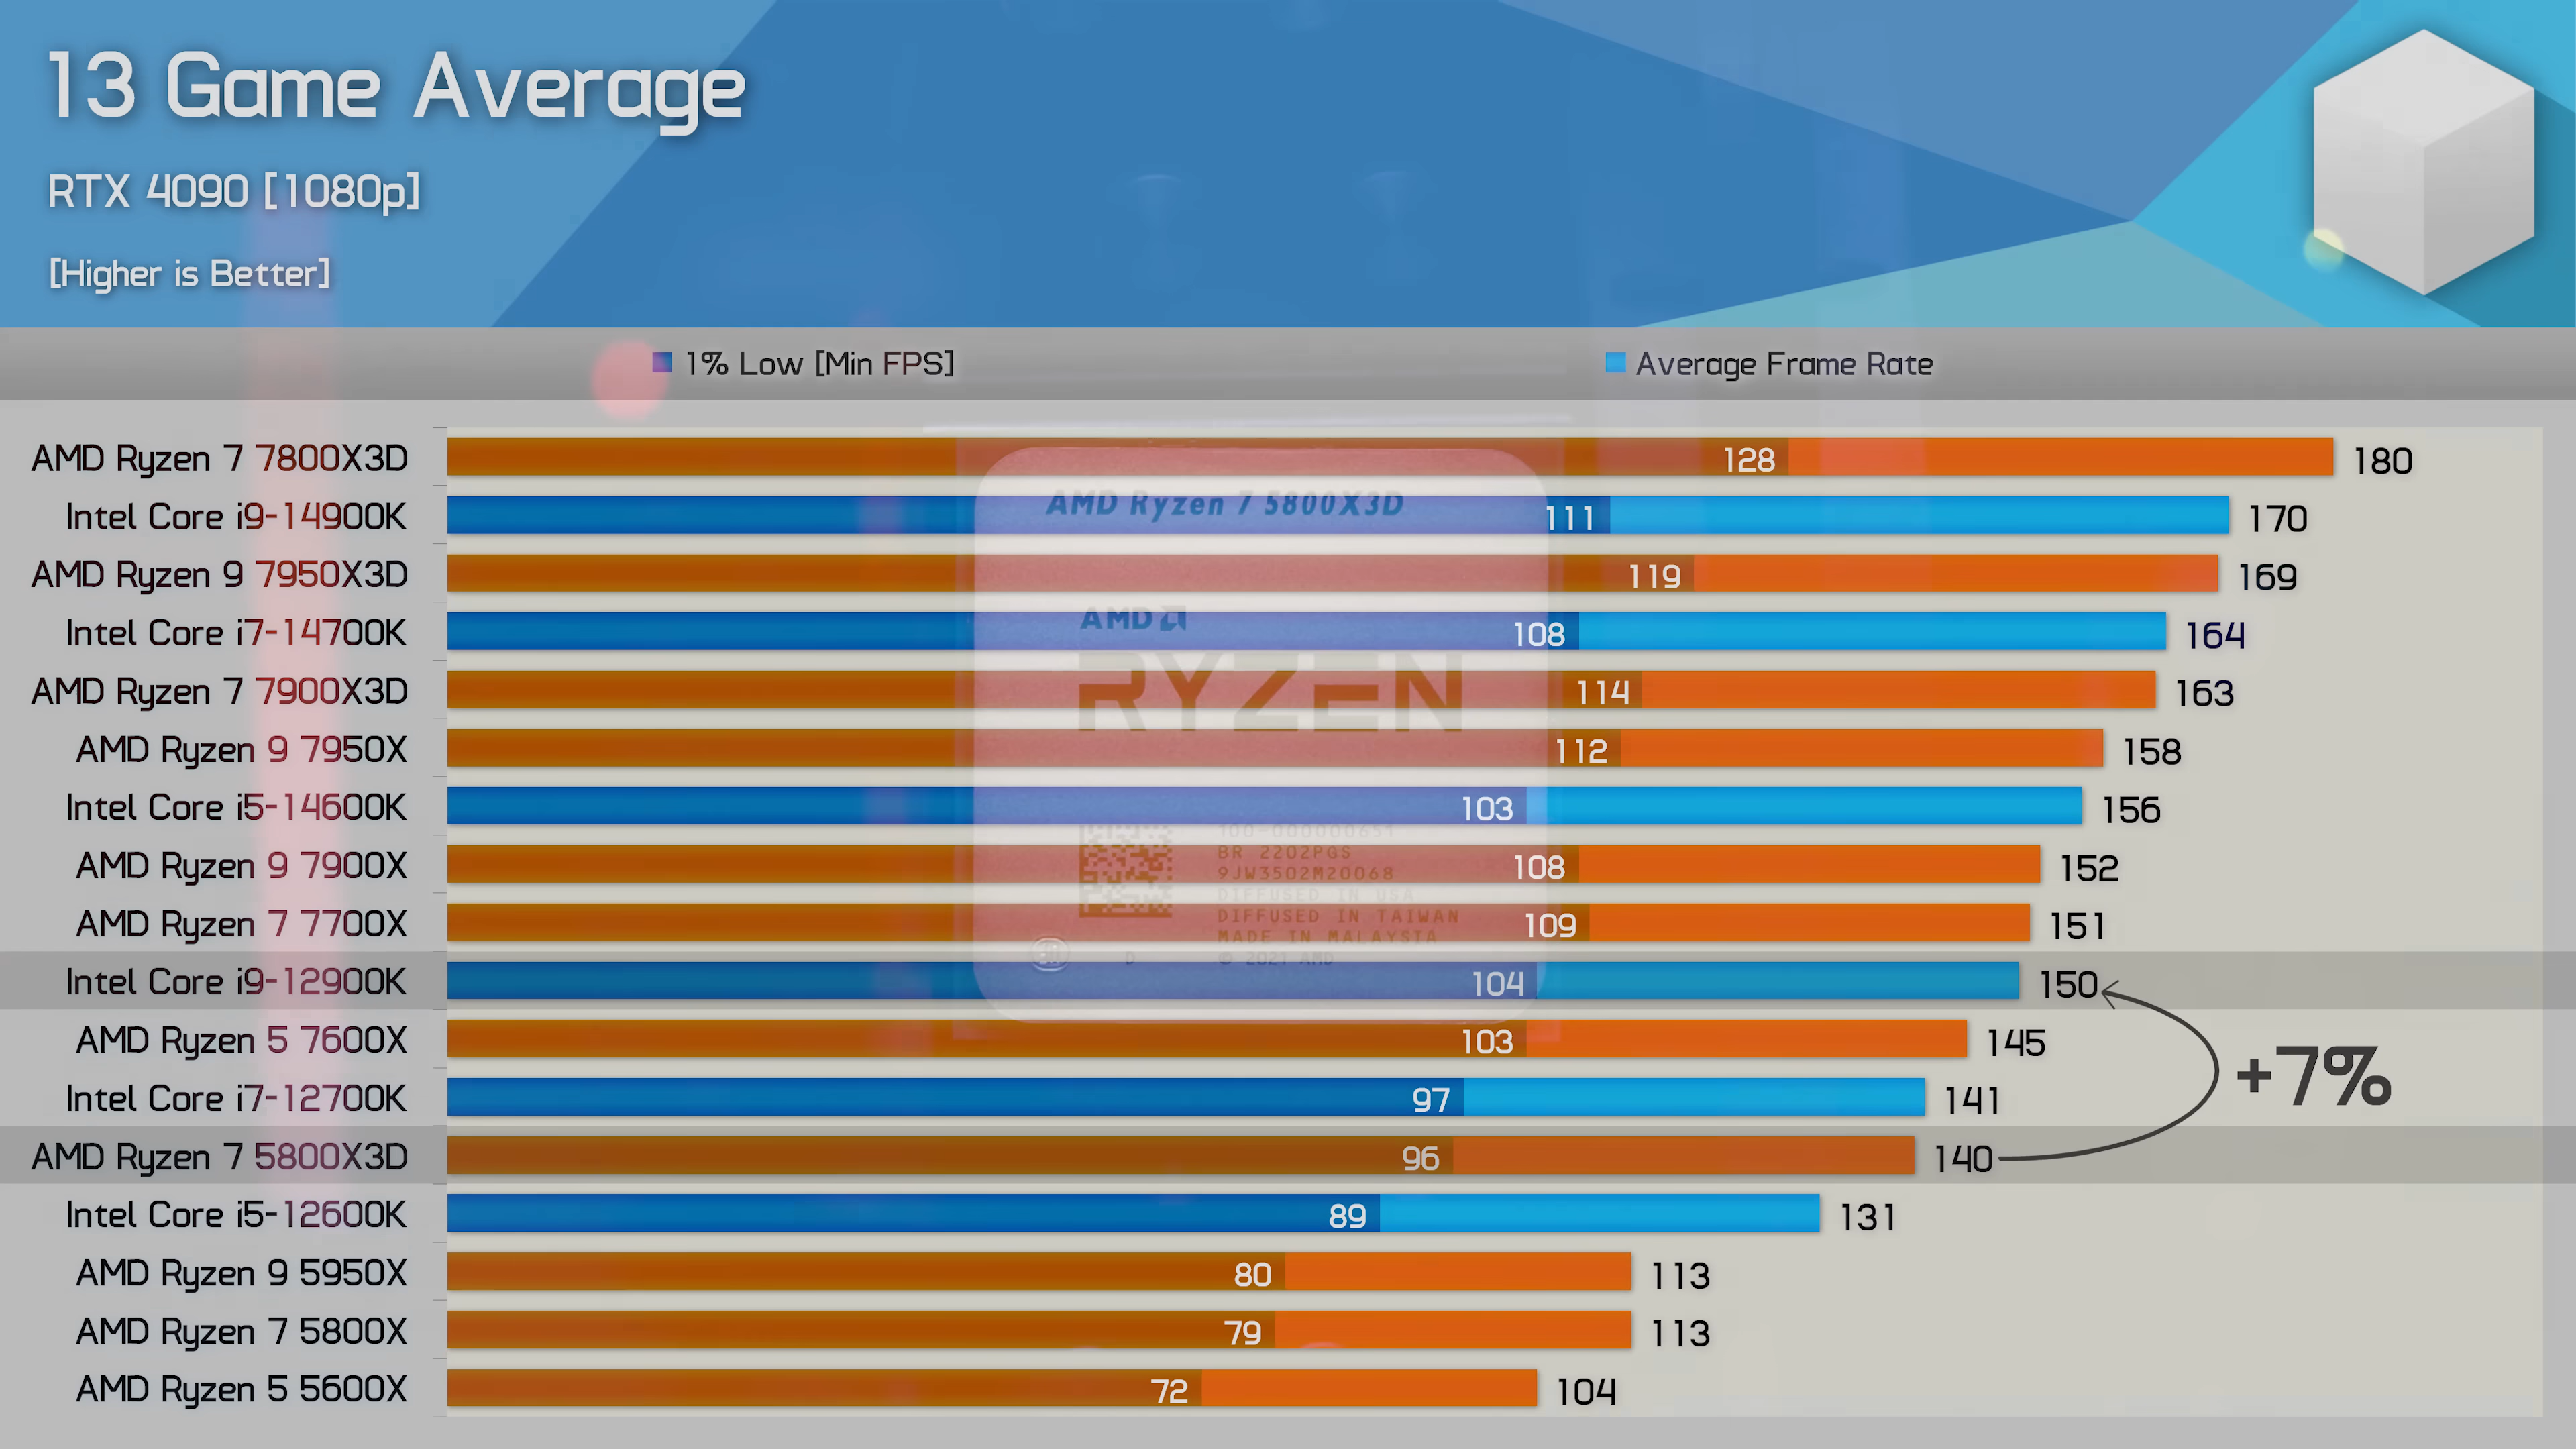 13 Game Average
RTX 4090 [1080p]
[Higher is Better]
1% Low [Min FPS]
Average Frame Rate
AMD Ryzen 7 7800X3D 128 180
Intel Core i9-14900K 111 170
AMD Ryzen 9 7950X3D 119 169
Intel Core i7-14700K 108 164
AMD Ryzen 7 7900X3D 114 163
AMD Ryzen 9 7950X 112 158
Intel Core i5-14600K 103 156
AMD Ryzen 9 7900X 108 152
AMD Ryzen 7 7700X 109 151
Intel Core i9-12900K 104 150
AMD Ryzen 5 7600X 103 145
Intel Core i7-12700K 97 141
AMD Ryzen 7 5800X3D 96 140
Intel Core i5-12600K 89 131
AMD Ryzen 9 5950X 80 113
AMD Ryzen 7 5800X 79 113
AMD Ryzen 5 5600X 72 104
+7%
AMD Ryzen 7 5800X3D
AMD
RYZEN
100-000000651
BR 2202PGS
9JW3502M20068
DIFFUSED IN USA
DIFFUSED IN TAIWAN
MADE IN MALAYSIA
D © 2021 AMD